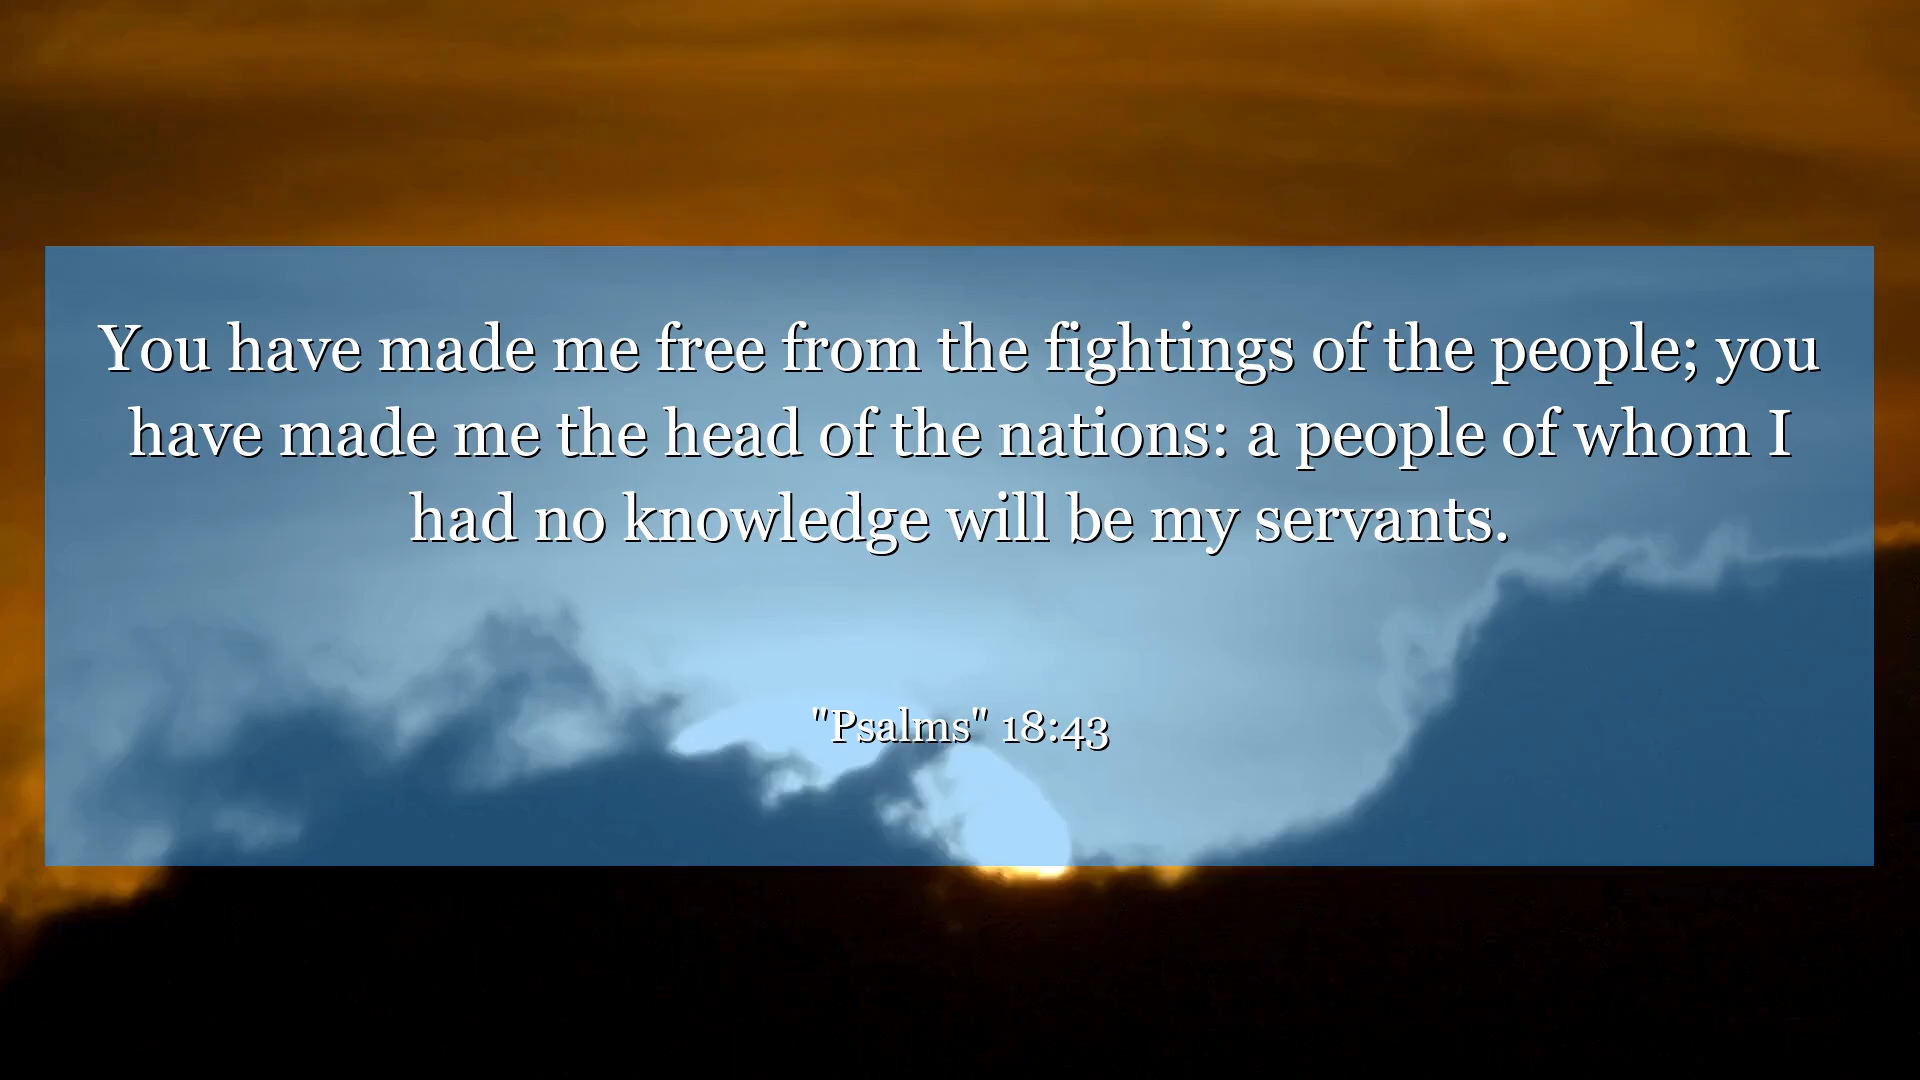 You have made me free from the fightings of the people; you
have made me the head of the nations: a people of whom I
had no knowledge will be my servants.
"Psalms" 18:43